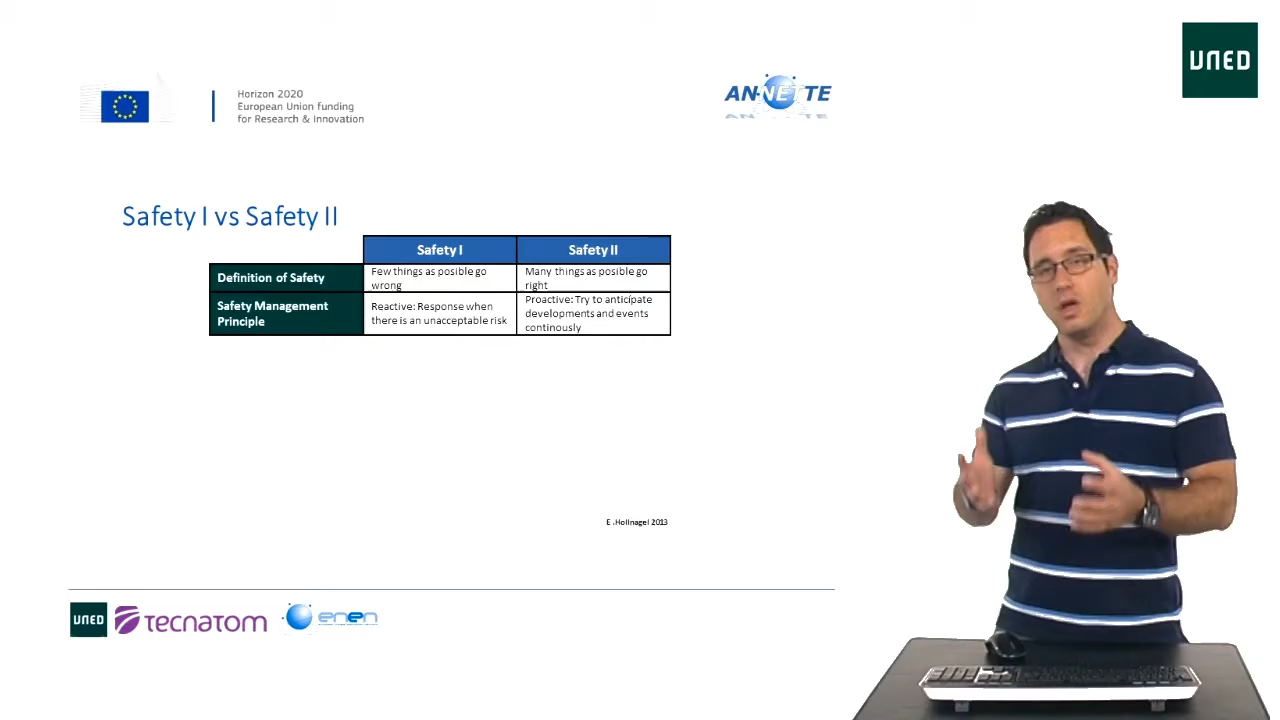 UNED
Horizon 2020
European Union funding
for Research & Innovation
ANNETTE
Safety I vs Safety II
Safety I
Safety II
Definition of Safety
Few things as posible go
wrong
Many things as posible go
right
Safety Management
Principle
Reactive: Response when
there is an unacceptable risk
Proactive: Try to anticipate
developments and events
continously
E .Hollnagel 2013
UNED
tecnatom
enen